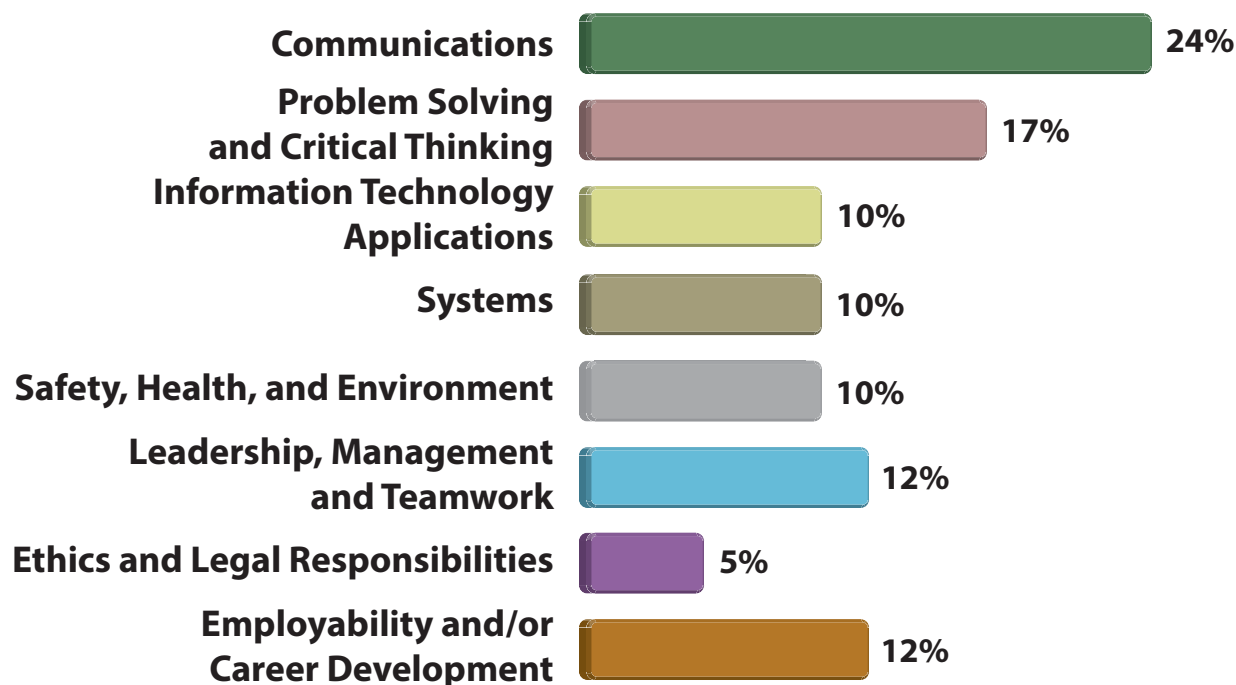 Communications
24%
Problem Solving
and Critical Thinking
17%
Information Technology
Applications
10%
Systems
10%
Safety, Health, and Environment
10%
Leadership, Management
and Teamwork
12%
Ethics and Legal Responsibilities
5%
Employability and/or
Career Development
12%